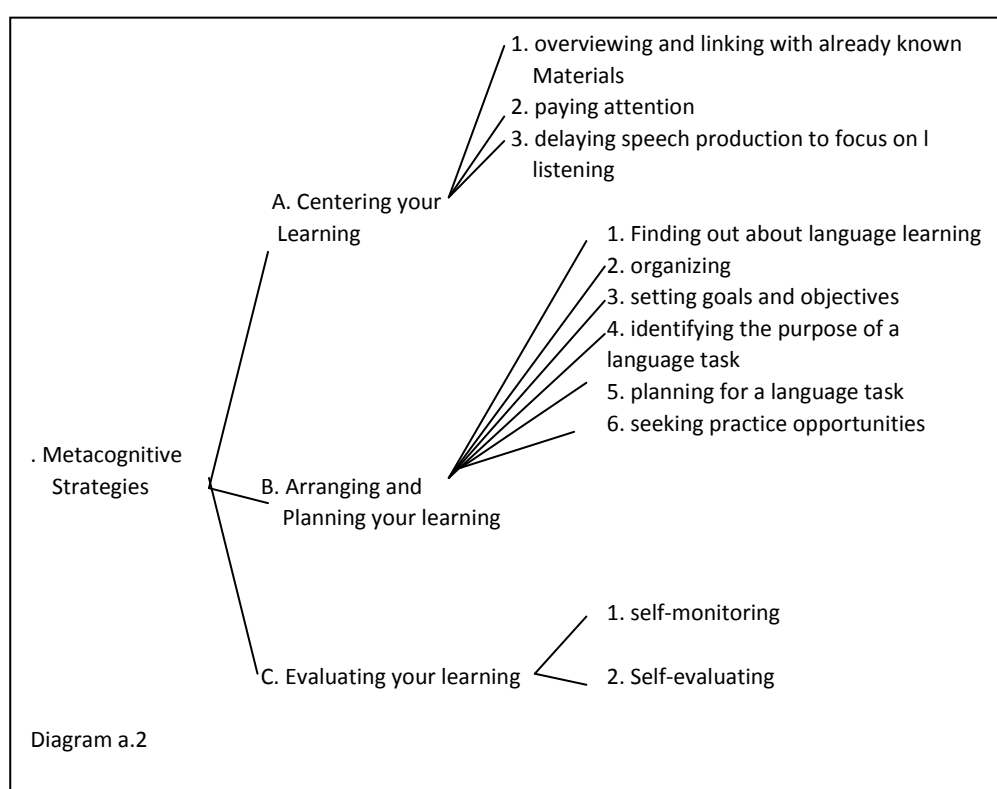 1. overviewing and linking with already known
Materials
2. paying attention
3. delaying speech production to focus on l
listening
A. Centering your
Learning
1. Finding out about language learning
2. organizing
3. setting goals and objectives
4. identifying the purpose of a
language task
5. planning for a language task
6. seeking practice opportunities
. Metacognitive
Strategies
B. Arranging and
Planning your learning
1. self-monitoring
C. Evaluating your learning
2. Self-evaluating
Diagram a.2